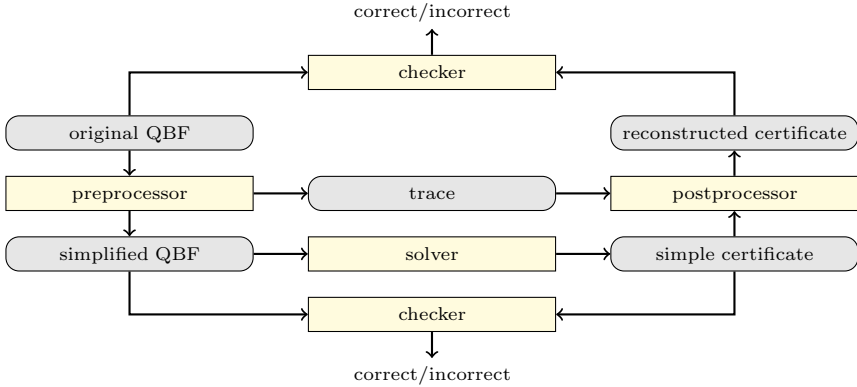 correct/incorrect
checker
original QBF
reconstructed certificate
preprocessor
trace
postprocessor
simplified QBF
solver
simple certificate
checker
correct/incorrect